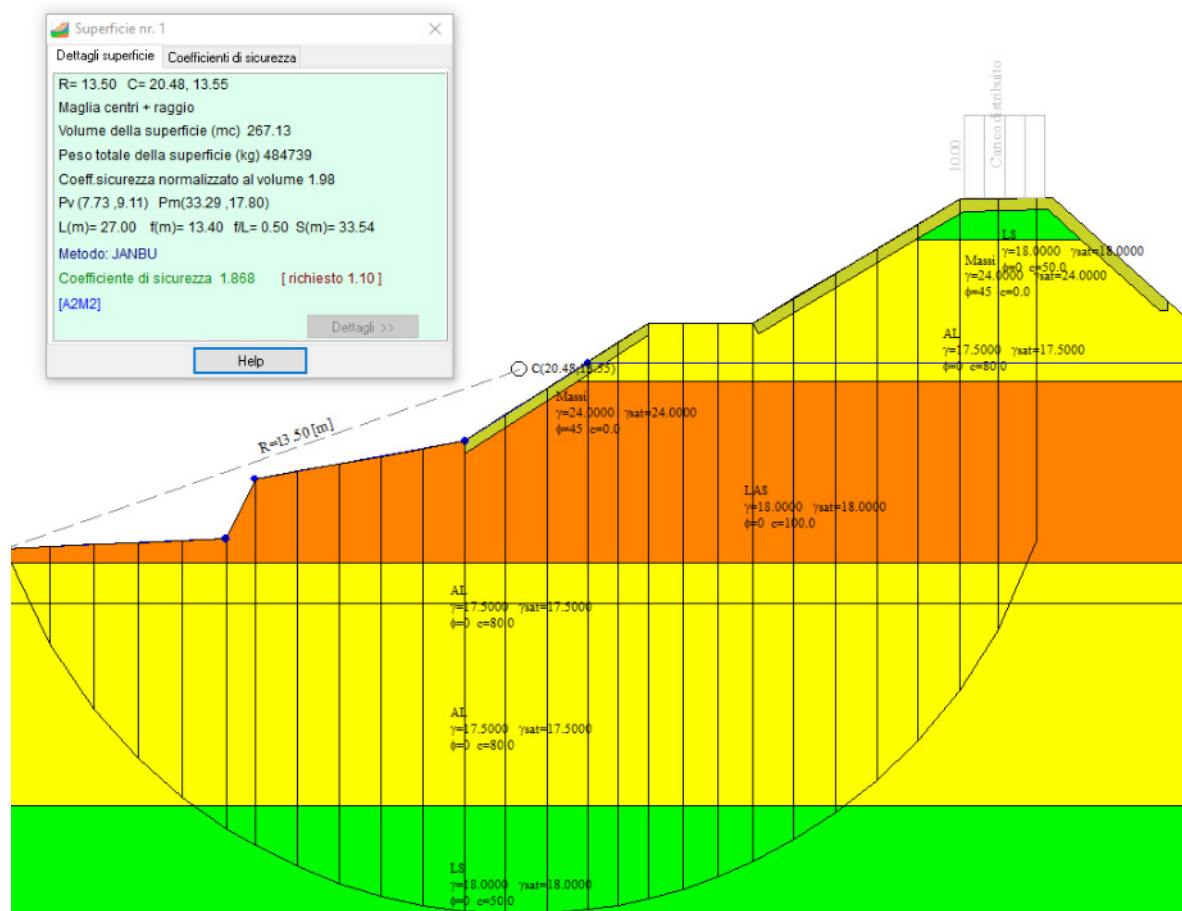 Superficie nr. 1
Dettagli superficie
Coefficienti di sicurezza
R= 13.50 C= 20.48, 13.55
Maglia centri + raggio
Volume della superficie (mc) 267.13
Peso totale della superficie (kg) 484739
Coeff.sicurezza normalizzato al volume 1.98
Pv (7.73 ,9.11) Pm(33.29 ,17.80)
L(m)= 27.00 f(m)= 13.40 f/L= 0.50 S(m)= 33.54
Metodo: JANBU
Coefficiente di sicurezza 1.868 [ richiesto 1.10 ]
[A2M2]
Dettagli >>
Help
10.00
Carico distribuito
LS
γ=18.0000 γsat=18.0000
ϕ=0 c=50.0
Massi
γ=24.0000 γsat=24.0000
ϕ=45 c=0.0
AL
γ=17.5000 γsat=17.5000
ϕ=0 c=80.0
C(20.48,13.55)
R=13.50 [m]
Massi
γ=24.0000 γsat=24.0000
ϕ=45 c=0.0
LAS
γ=18.0000 γsat=18.0000
ϕ=0 c=100.0
AL
γ=17.5000 γsat=17.5000
ϕ=0 c=80.0
AL
γ=17.5000 γsat=17.5000
ϕ=0 c=80.0
LS
γ=18.0000 γsat=18.0000
ϕ=0 c=50.0